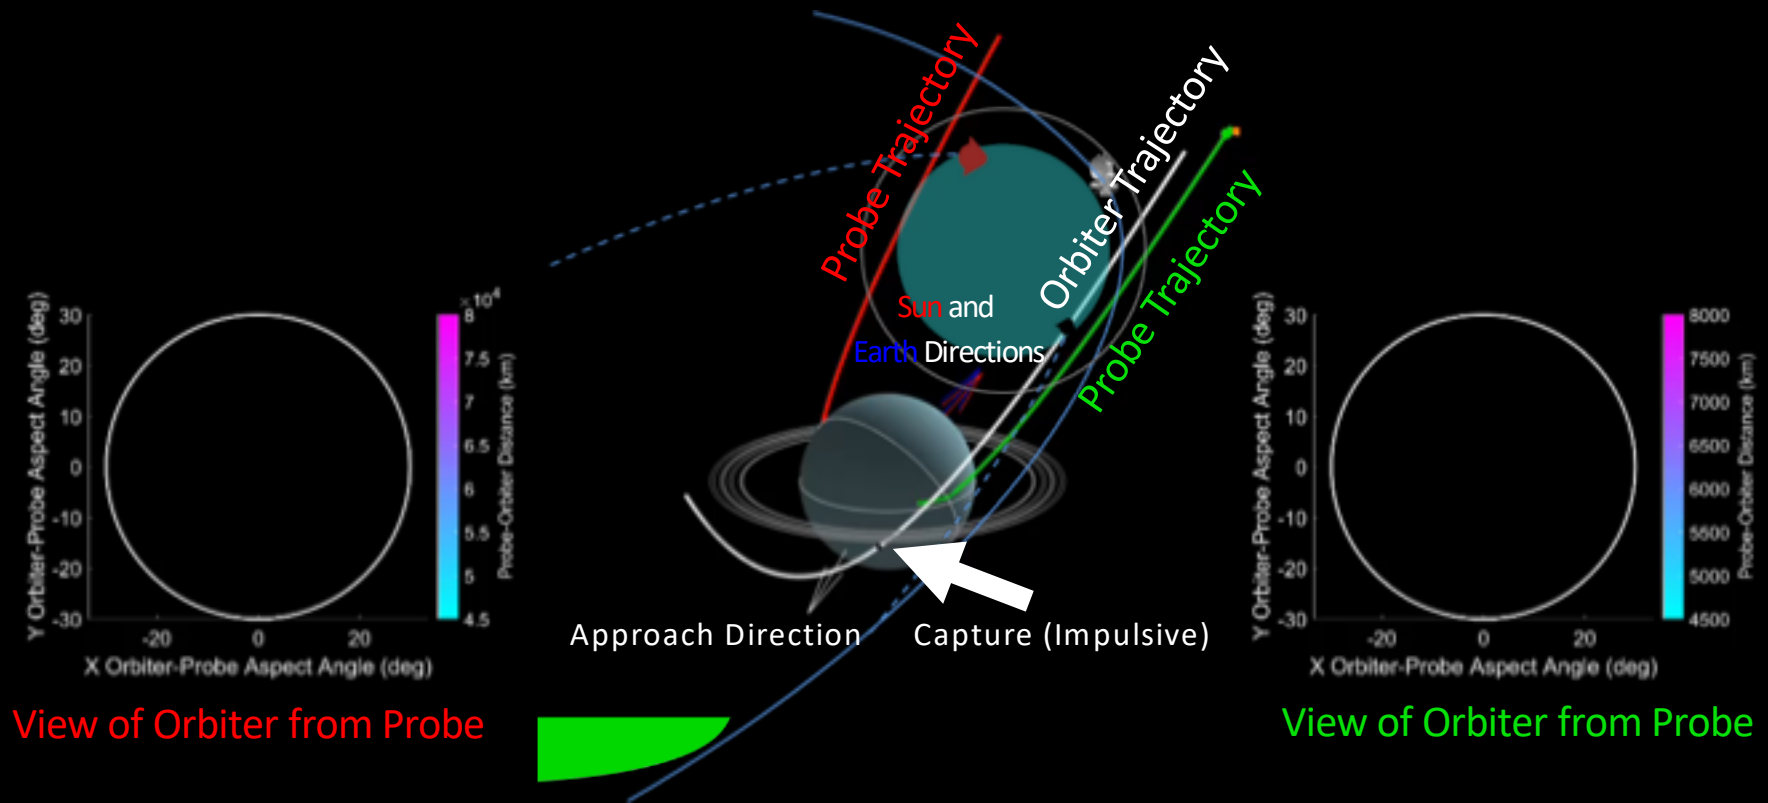 Probe Trajectory
Orbiter Trajectory
Probe Trajectory
Sun and
Earth Directions
Approach Direction
Capture (Impulsive)
Y Orbiter-Probe Aspect Angle (deg)
30
20
10
0
-10
-20
-30
-20
0
20
X Orbiter-Probe Aspect Angle (deg)
×10⁴
8
7.5
7
6.5
6
5.5
5
4.5
Probe-Orbiter Distance (km)
View of Orbiter from Probe
Y Orbiter-Probe Aspect Angle (deg)
30
20
10
0
-10
-20
-30
-20
0
20
X Orbiter-Probe Aspect Angle (deg)
8000
7500
7000
6500
6000
5500
5000
4500
Probe-Orbiter Distance (km)
View of Orbiter from Probe